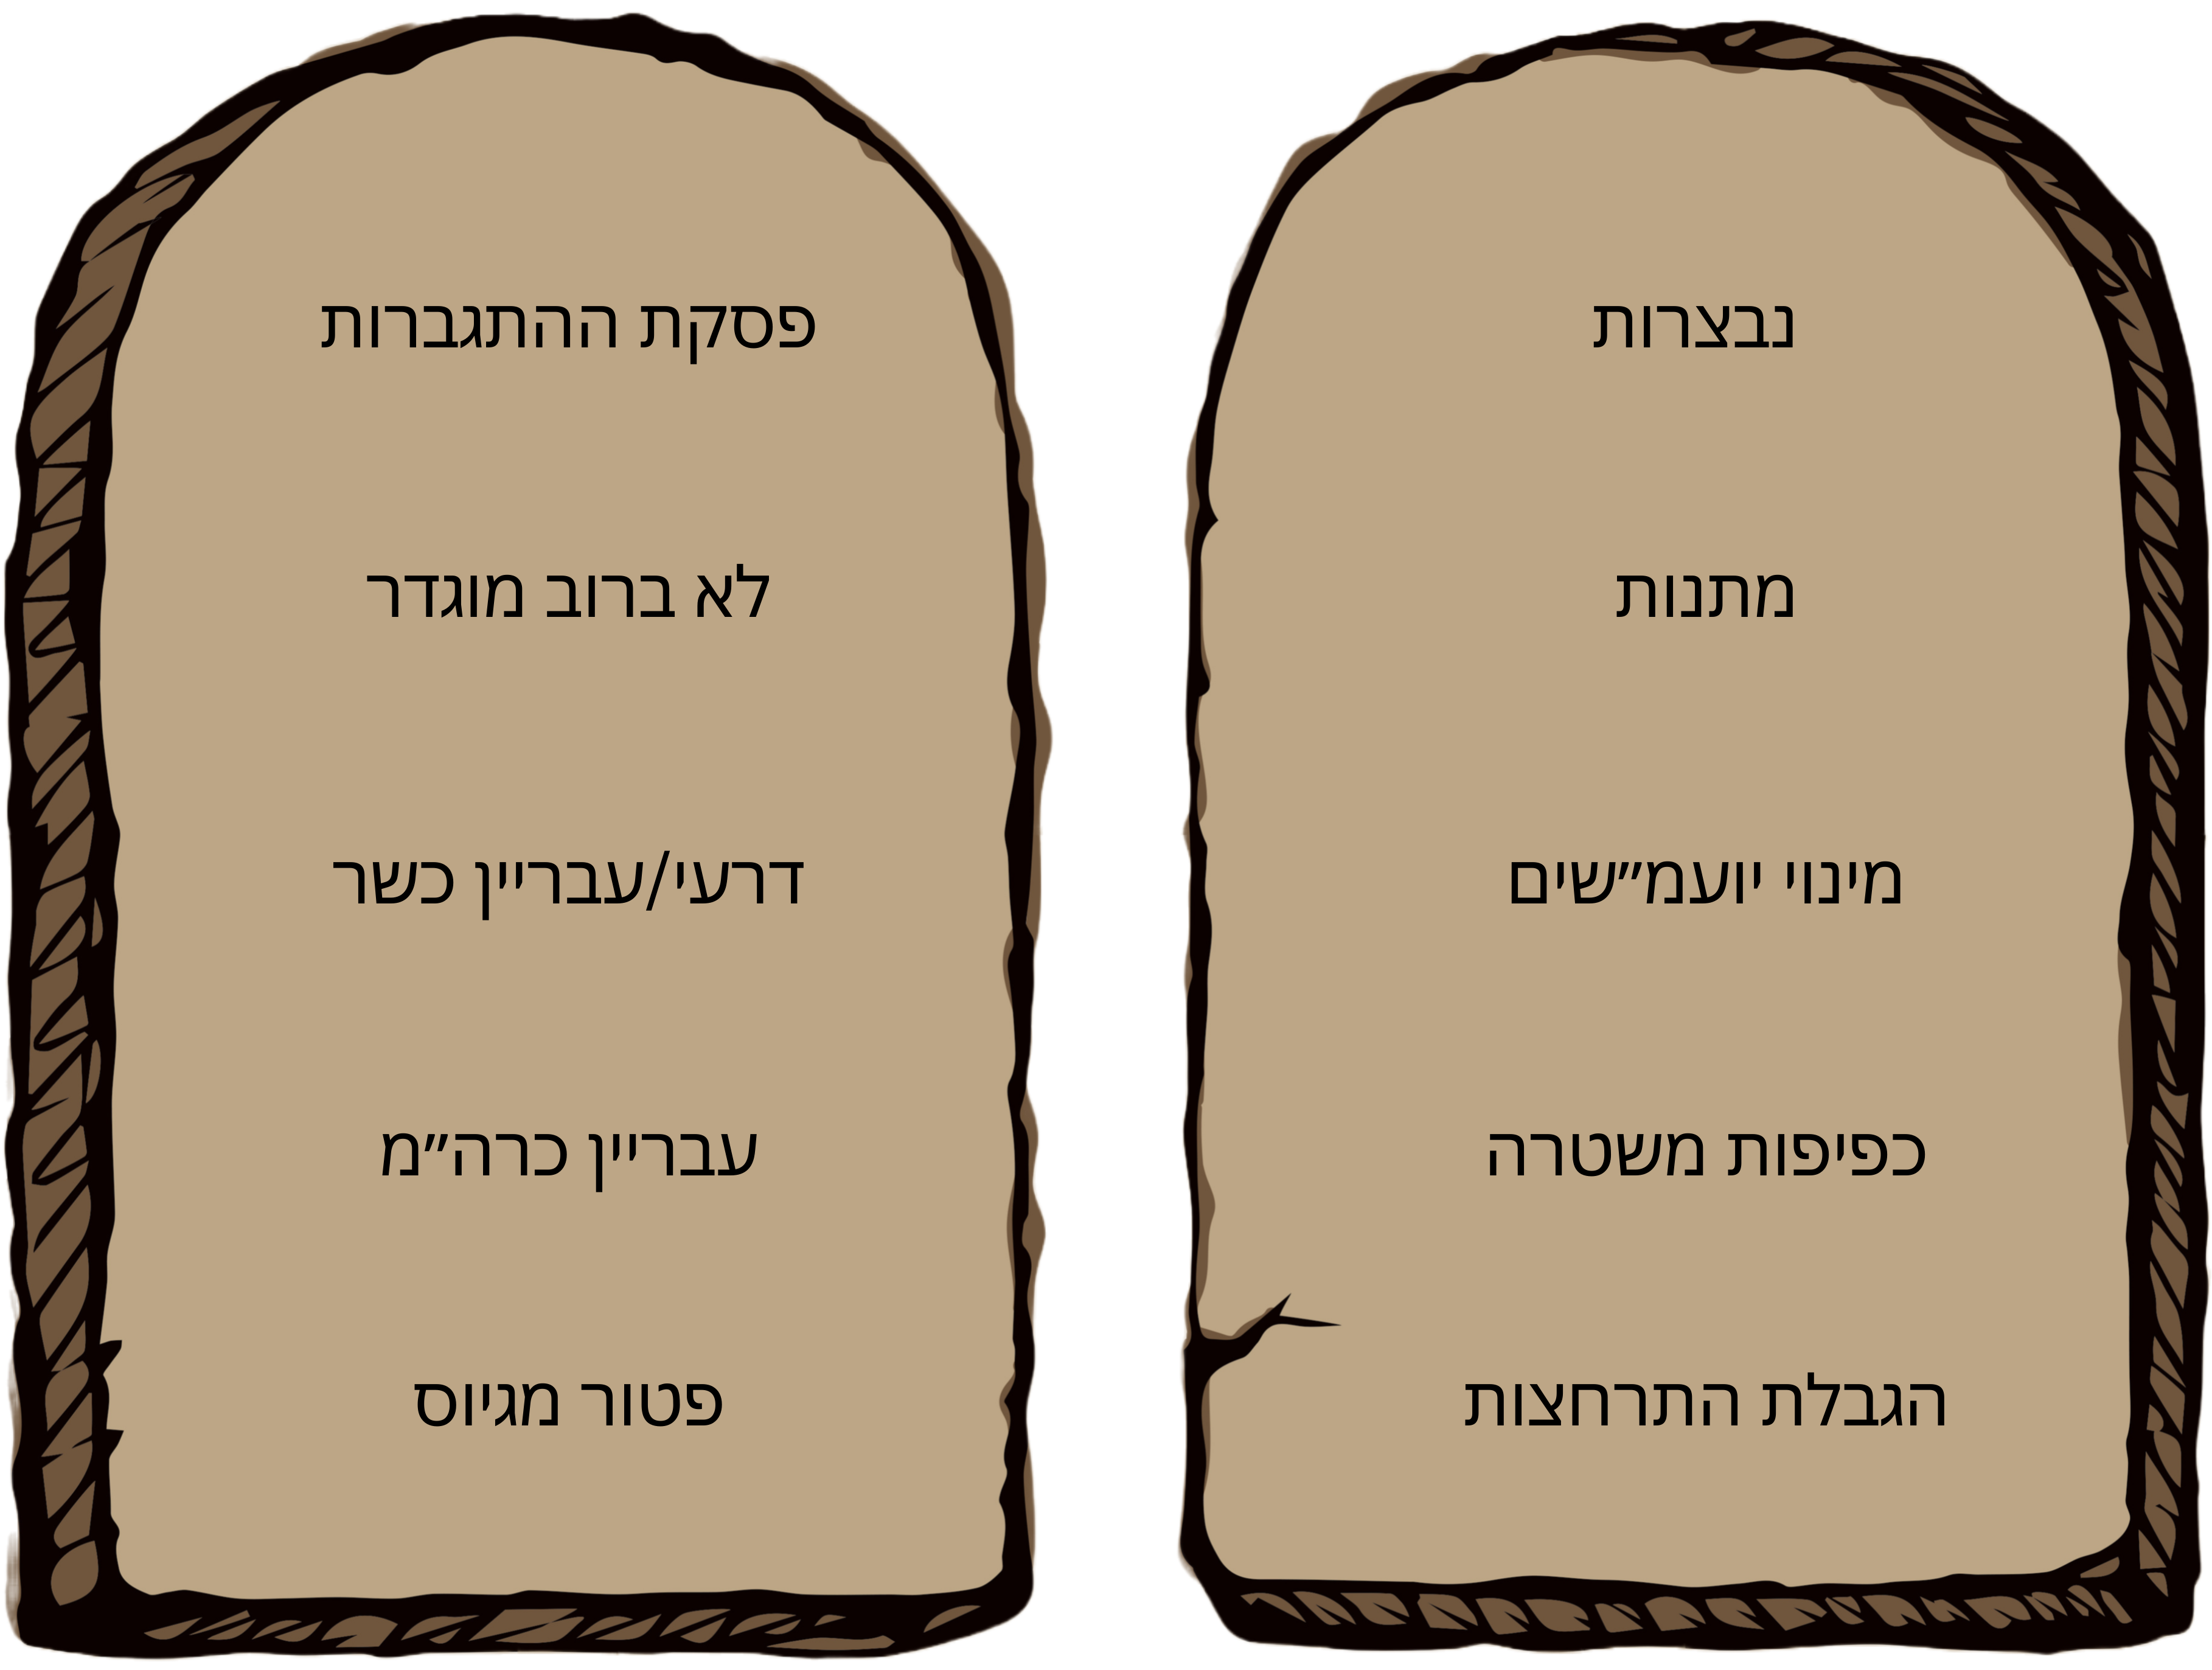 נבצרות
מתנות
מינוי יועמ״שים
כפיפות משטרה
הגבלת התרחצות
פסקת ההתגברות
לא ברוב מוגדר
דרעי/עבריין כשר
עבריין כרה״מ
פטור מגיוס